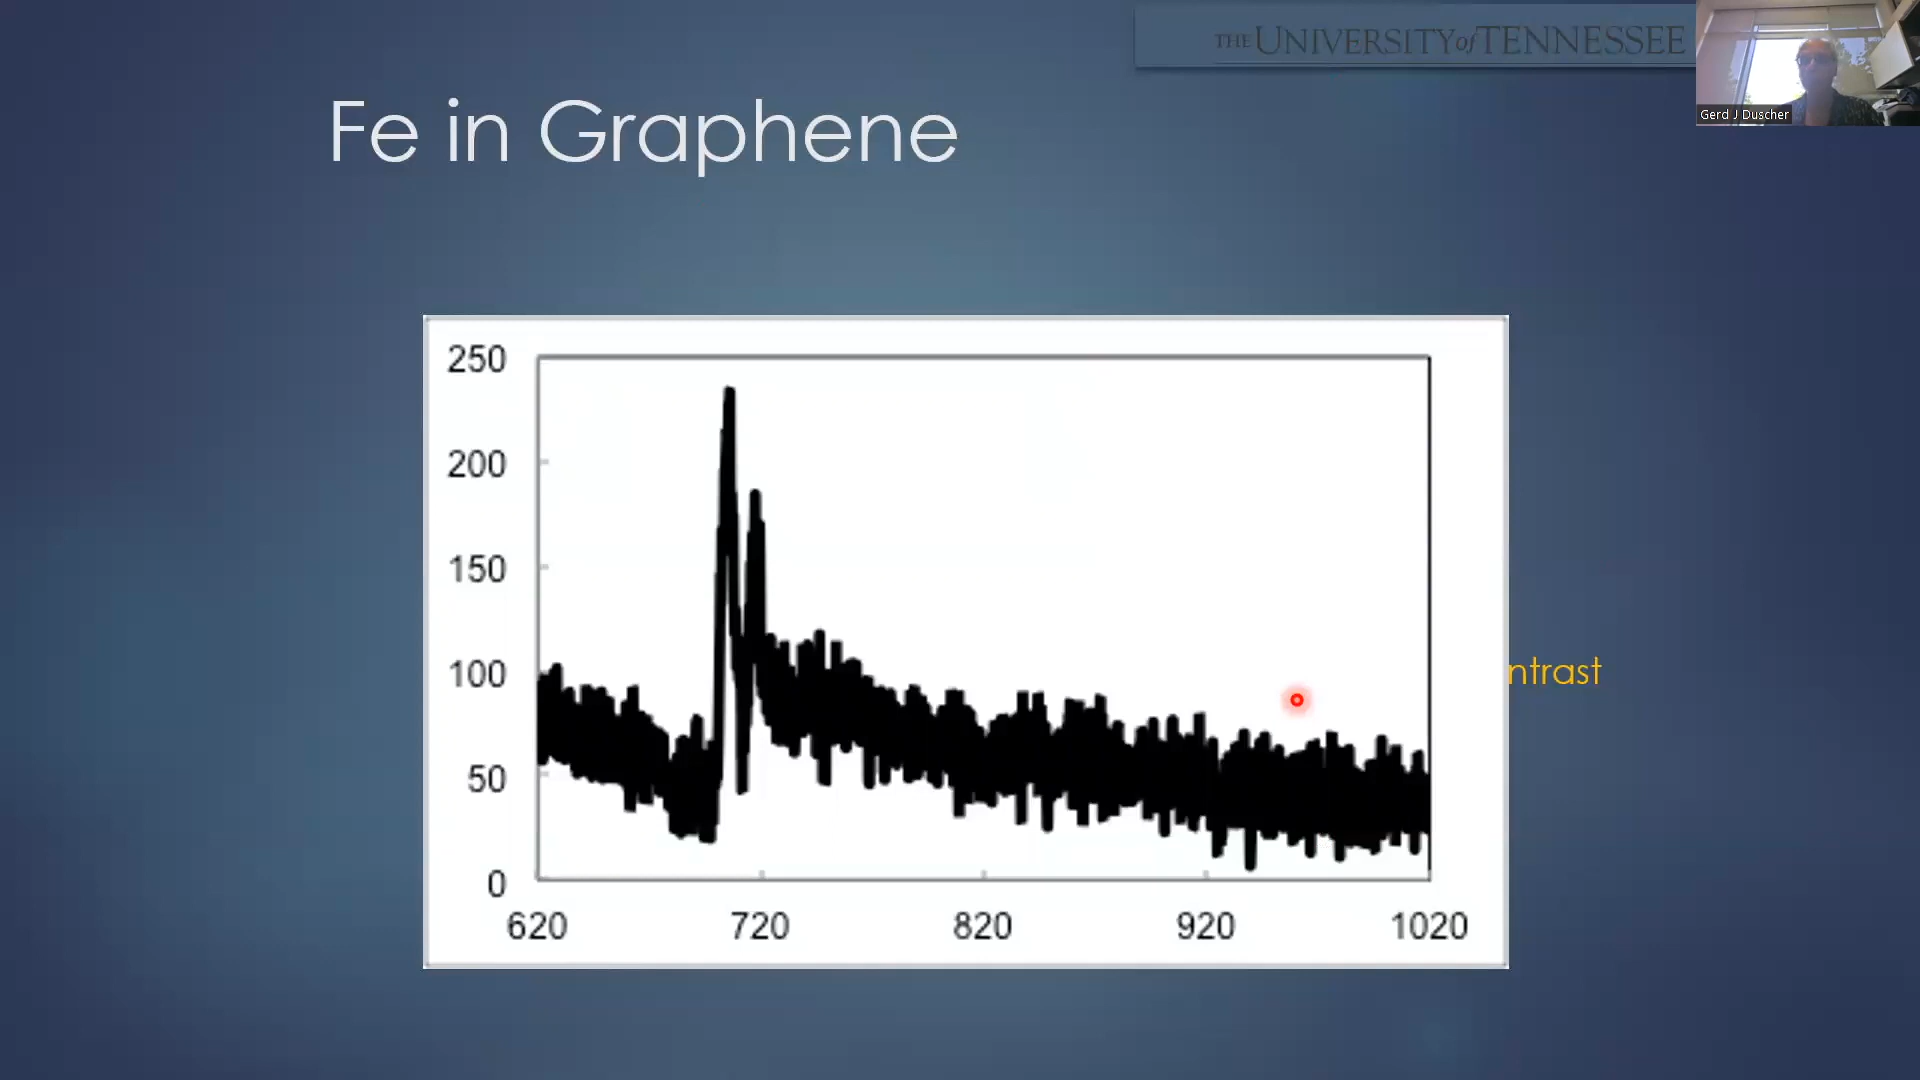 THE UNIVERSITY of TENNESSEE
Gerd J Duscher
Fe in Graphene
250
200
150
100
50
0
620 720 820 920 1020
ntrast